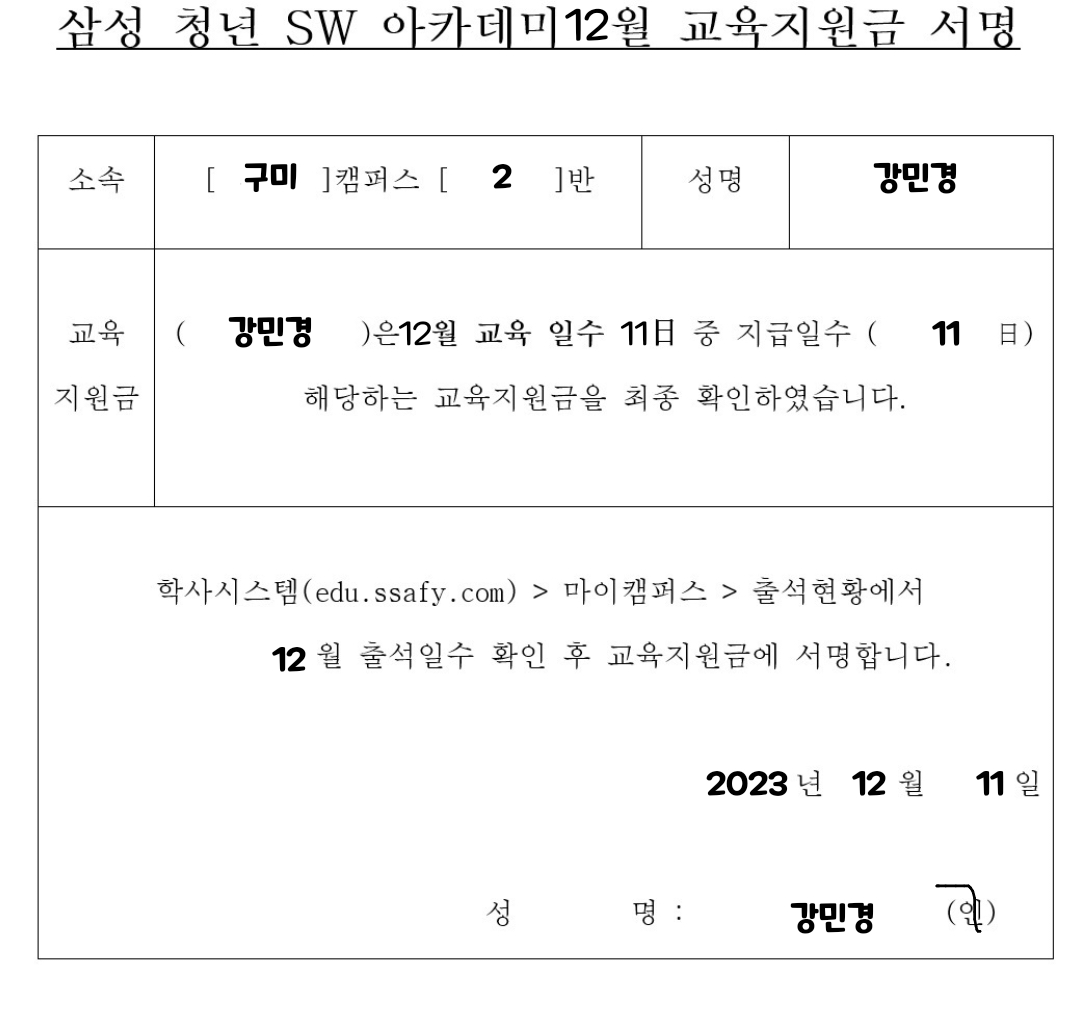 삼성 청년 SW 아카데미12월 교육지원금 서명
소속 [ 구미 ]캠퍼스 [ 2 ]반 성명 강민경
교육
지원금
( 강민경 )은12월 교육 일수 11日 중 지급일수 ( 11 日)
해당하는 교육지원금을 최종 확인하였습니다.
학사시스템(edu.ssafy.com) > 마이캠퍼스 > 출석현황에서
12 월 출석일수 확인 후 교육지원금에 서명합니다.
2023 년 12 월 11 일
성 명 : 강민경 (인)